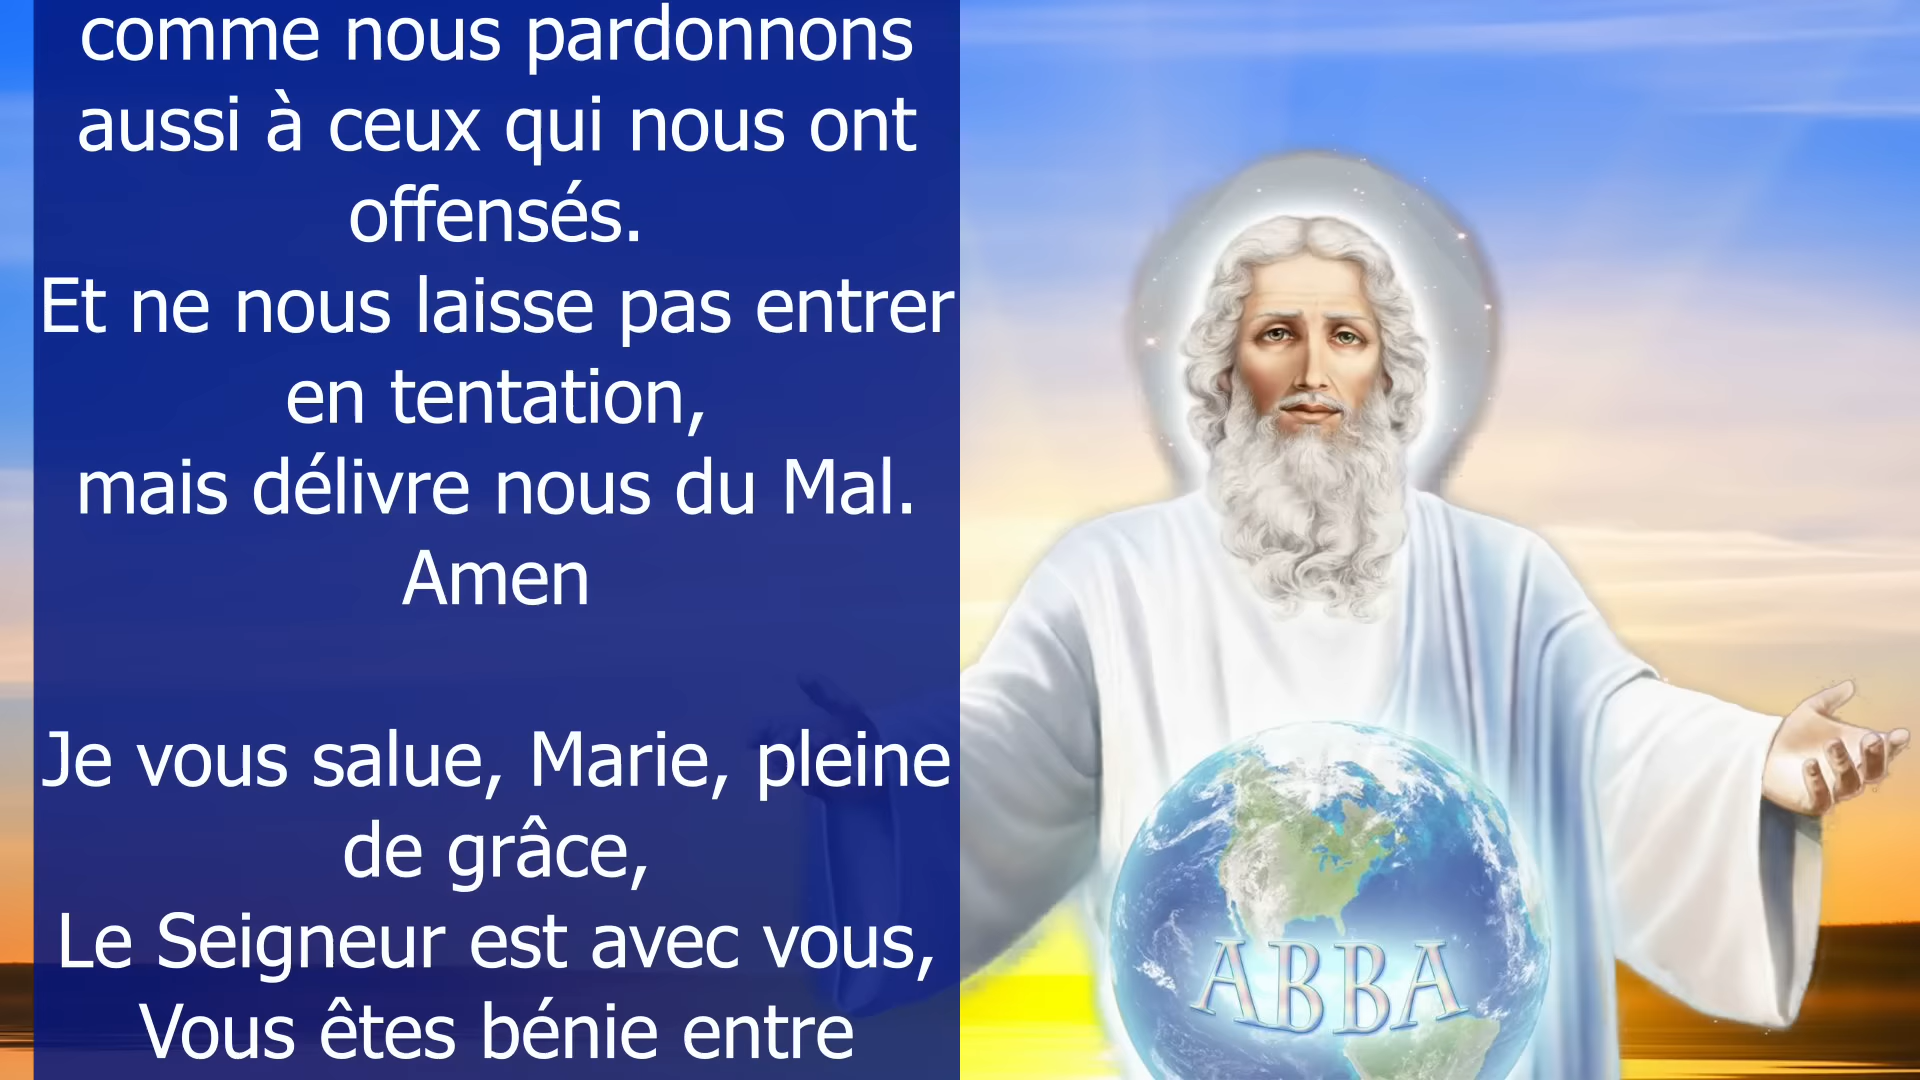 comme nous pardonnons
aussi à ceux qui nous ont
offensés.
Et ne nous laisse pas entrer
en tentation,
mais délivre nous du Mal.
Amen
Je vous salue, Marie, pleine
de grâce,
Le Seigneur est avec vous,
Vous êtes bénie entre
ABBA